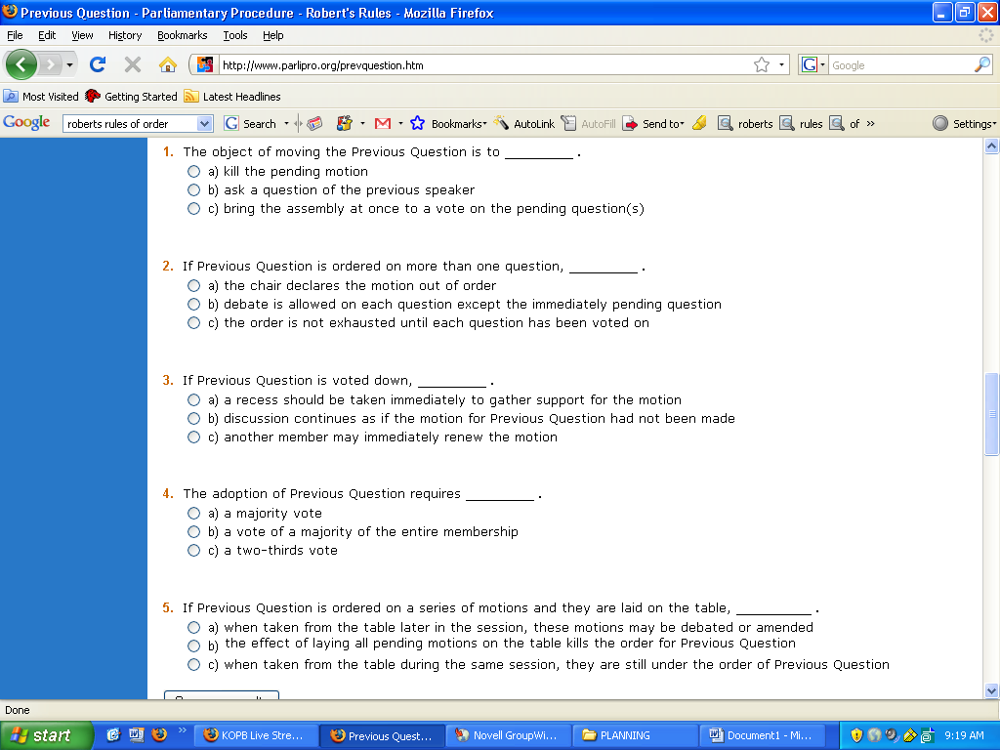 Previous Question - Parliamentary Procedure - Robert's Rules - Mozilla Firefox
File Edit View History Bookmarks Tools Help
http://www.parlipro.org/prevquestion.htm
G Google
Most Visited Getting Started Latest Headlines
Google roberts rules of order G Search Bookmarks AutoLink AutoFill Send to roberts rules of » Settings
1. The object of moving the Previous Question is to _________ .
a) kill the pending motion
b) ask a question of the previous speaker
c) bring the assembly at once to a vote on the pending question(s)
2. If Previous Question is ordered on more than one question, _________ .
a) the chair declares the motion out of order
b) debate is allowed on each question except the immediately pending question
c) the order is not exhausted until each question has been voted on
3. If Previous Question is voted down, _________ .
a) a recess should be taken immediately to gather support for the motion
b) discussion continues as if the motion for Previous Question had not been made
c) another member may immediately renew the motion
4. The adoption of Previous Question requires _________ .
a) a majority vote
b) a vote of a majority of the entire membership
c) a two-thirds vote
5. If Previous Question is ordered on a series of motions and they are laid on the table, __________ .
a) when taken from the table later in the session, these motions may be debated or amended
b) the effect of laying all pending motions on the table kills the order for Previous Question
c) when taken from the table during the same session, they are still under the order of Previous Question
Done
start » KOPB Live Stre... Previous Quest... Novell GroupWi... PLANNING Document1 - Mi... 9:19 AM